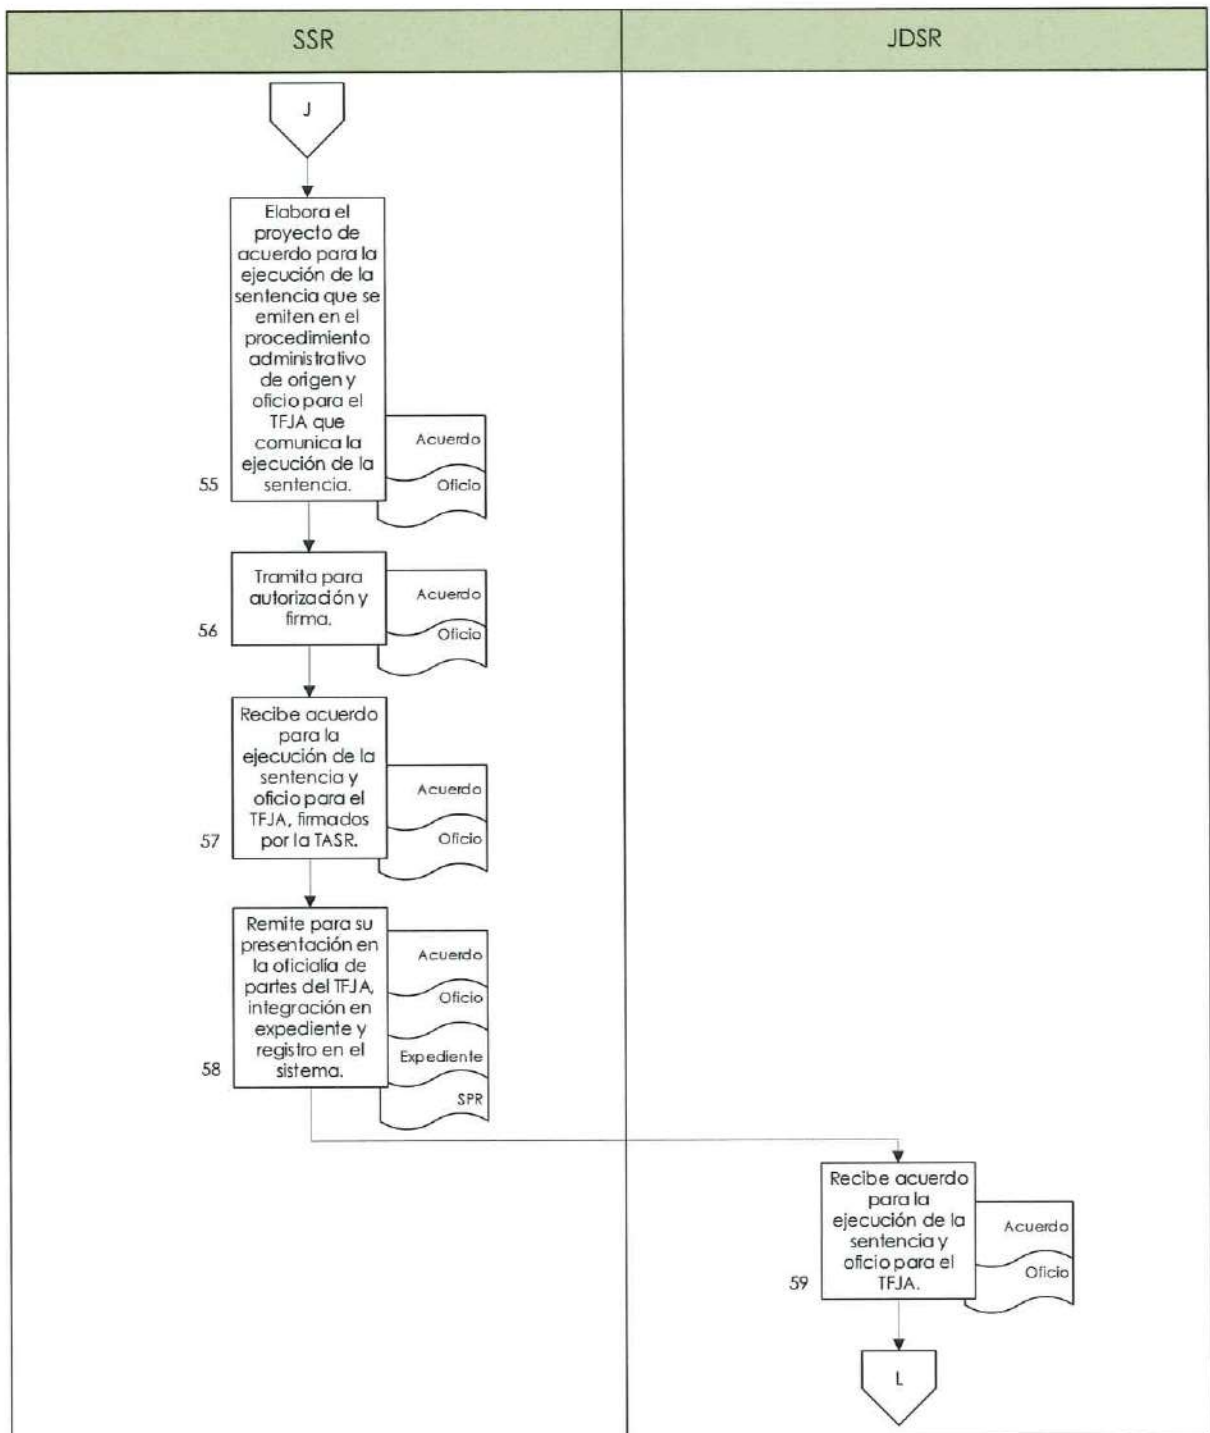 SSR
JDSR
J
Elabora el
proyecto de
acuerdo para la
ejecución de la
sentencia que se
emiten en el
procedimiento
administrativo
de origen y
oficio para el
TFJA que
comunica la
ejecución de la
sentencia.
55
Acuerdo
Oficio
Tramita para
autorización y
firma.
56
Acuerdo
Oficio
Recibe acuerdo
para la
ejecución de la
sentencia y
oficio para el
TFJA, firmados
por la TASR.
57
Acuerdo
Oficio
Remite para su
presentación en
la oficialía de
partes del TFJA,
integración en
expediente y
registro en el
sistema.
58
Acuerdo
Oficio
Expediente
SPR
Recibe acuerdo
para la
ejecución de la
sentencia y
oficio para el
TFJA.
59
Acuerdo
Oficio
L